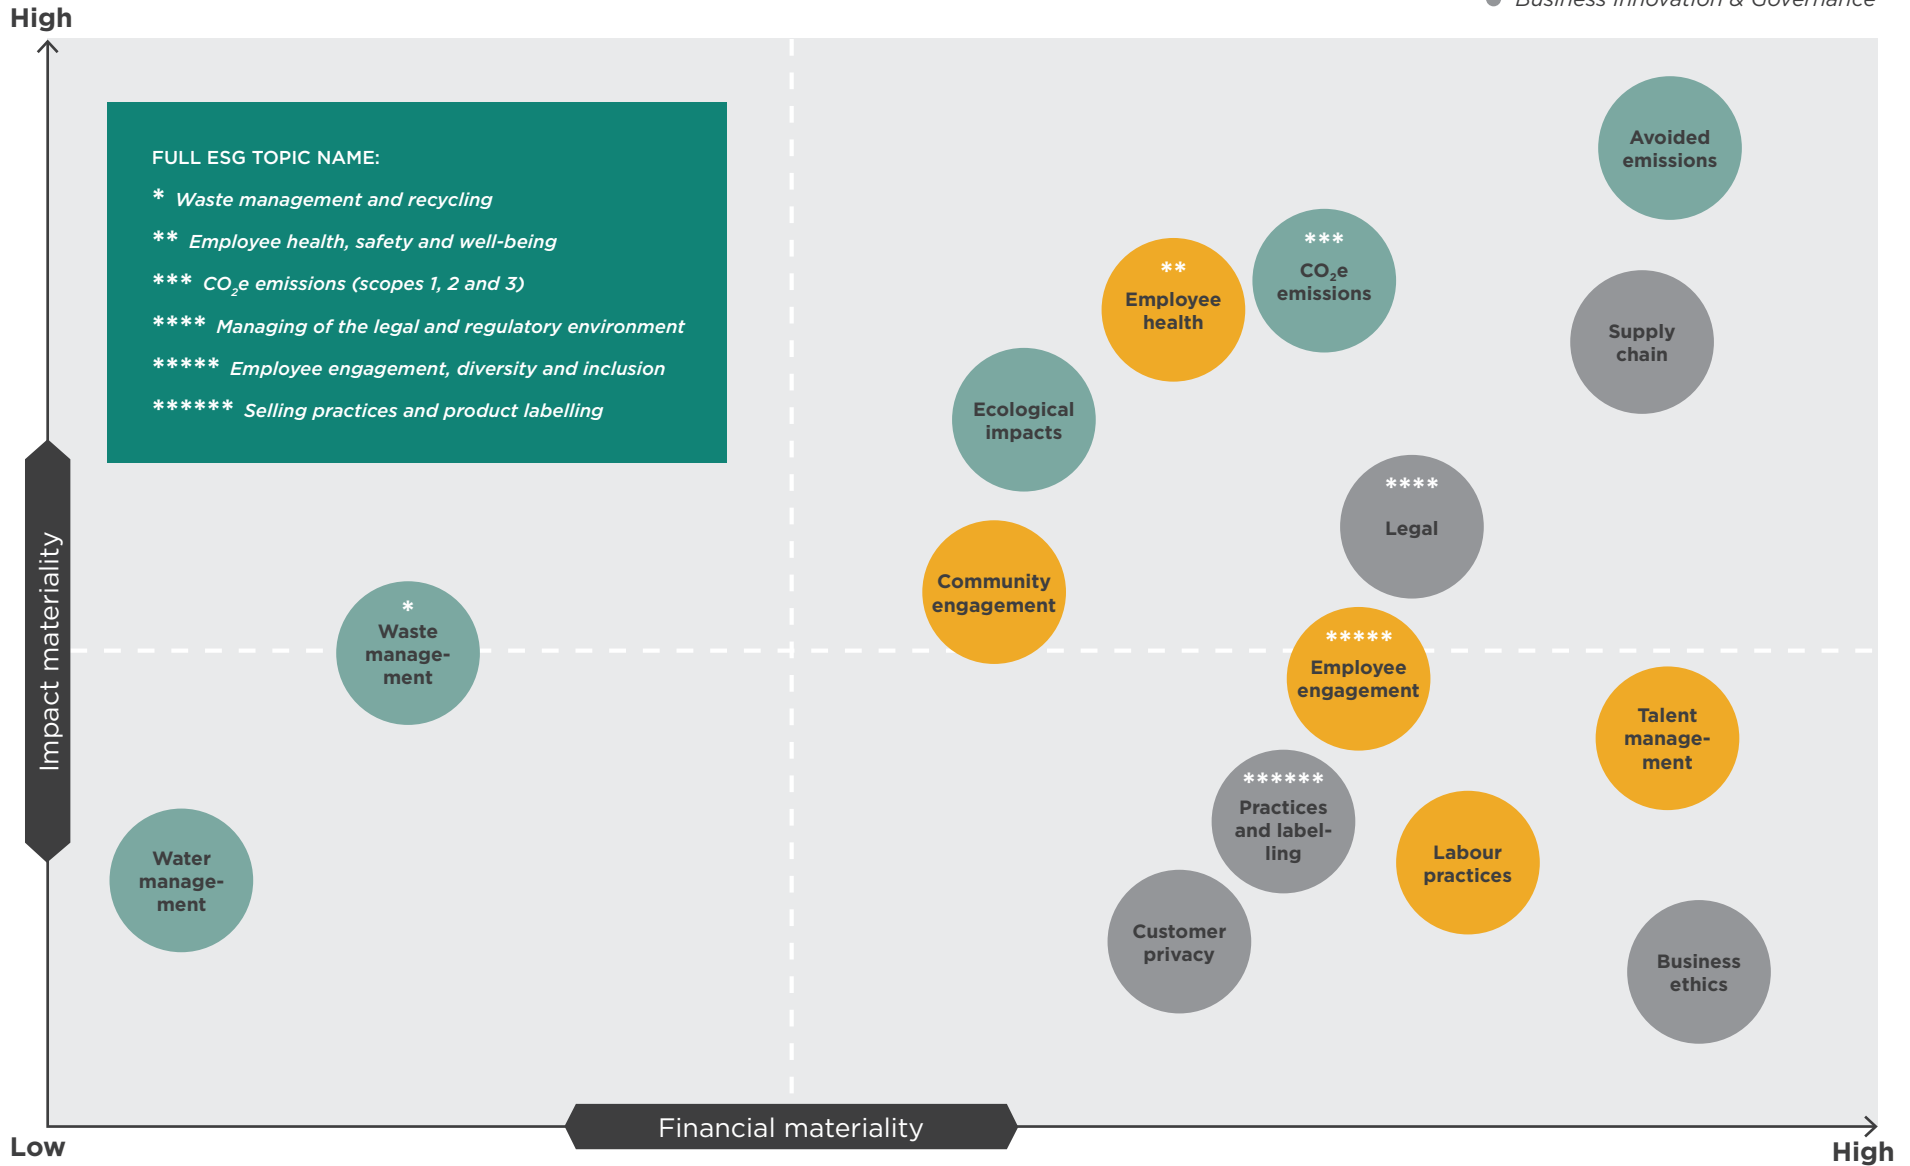 Business Innovation & Governance
High
FULL ESG TOPIC NAME:
* Waste management and recycling
** Employee health, safety and well-being
*** CO₂e emissions (scopes 1, 2 and 3)
**** Managing of the legal and regulatory environment
***** Employee engagement, diversity and inclusion
****** Selling practices and product labelling
Avoided
emissions
***
CO₂e
emissions
**
Employee
health
Supply
chain
Ecological
impacts
****
Legal
Community
engagement
*
Waste
manage-
ment
*****
Employee
engagement
Talent
manage-
ment
******
Practices
and label-
ling
Labour
practices
Water
manage-
ment
Customer
privacy
Business
ethics
Impact materiality
Financial materiality
Low
High